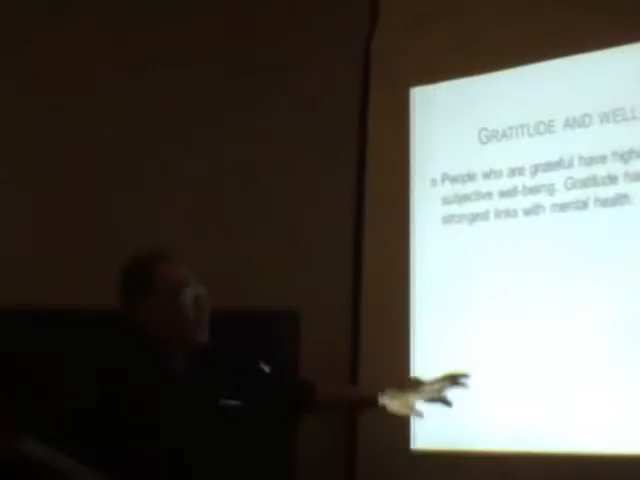 GRATITUDE AND WELL
People who are grateful have high
subjective well-being. Gratitude ha
strongest links with mental health.